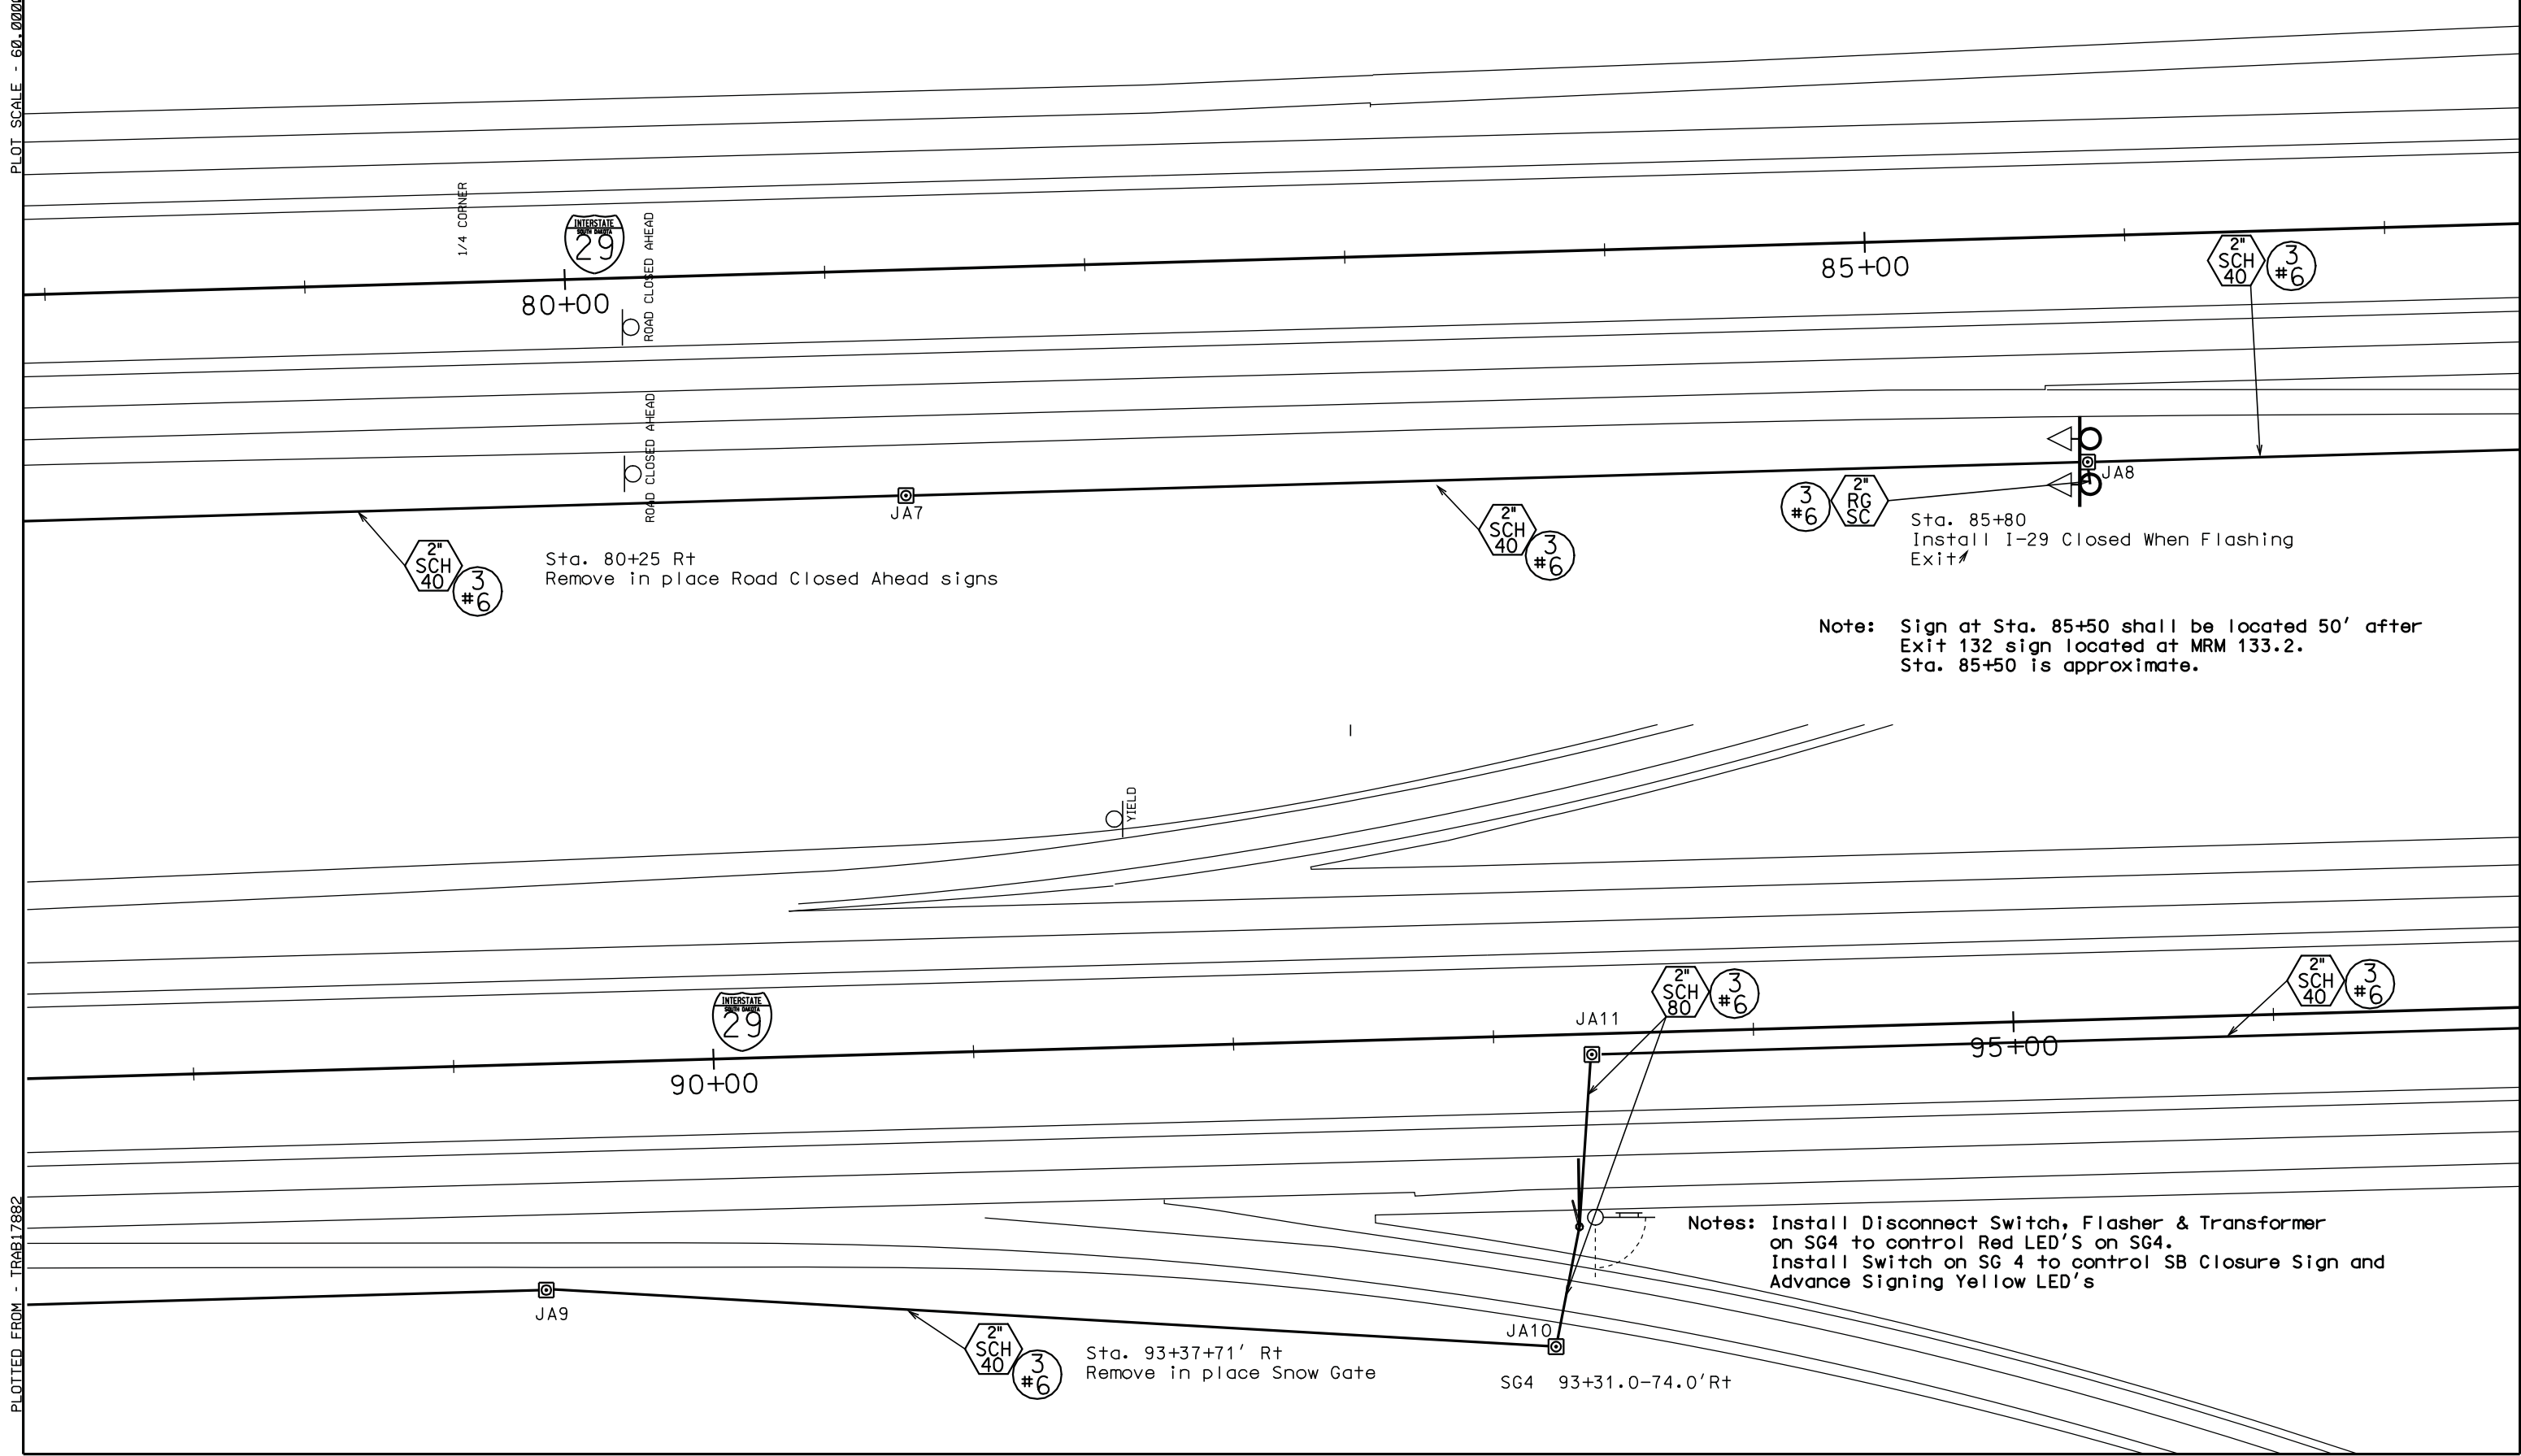 PLOT SCALE - 60.0000
1/4 CORNER
INTERSTATE
SOUTH DAKOTA
29
ROAD CLOSED AHEAD
80+00
85+00
2"
SCH
40
3
#6
ROAD CLOSED AHEAD
JA7
JA8
2"
SCH
40
3
#6
Sta. 80+25 Rt
Remove in place Road Closed Ahead signs
2"
SCH
40
3
#6
3
#6
2"
RG
SC
Sta. 85+80
Install I-29 Closed When Flashing
Exit
Note: Sign at Sta. 85+50 shall be located 50' after
Exit 132 sign located at MRM 133.2.
Sta. 85+50 is approximate.
YIELD
INTERSTATE
SOUTH DAKOTA
29
90+00
JA11
2"
SCH
80
3
#6
95+00
2"
SCH
40
3
#6
Notes: Install Disconnect Switch, Flasher & Transformer
on SG4 to control Red LED'S on SG4.
Install Switch on SG 4 to control SB Closure Sign and
Advance Signing Yellow LED's
JA9
JA10
2"
SCH
40
3
#6
Sta. 93+37+71' Rt
Remove in place Snow Gate
SG4 93+31.0-74.0'Rt
PLOTTED FROM - TRAB17882